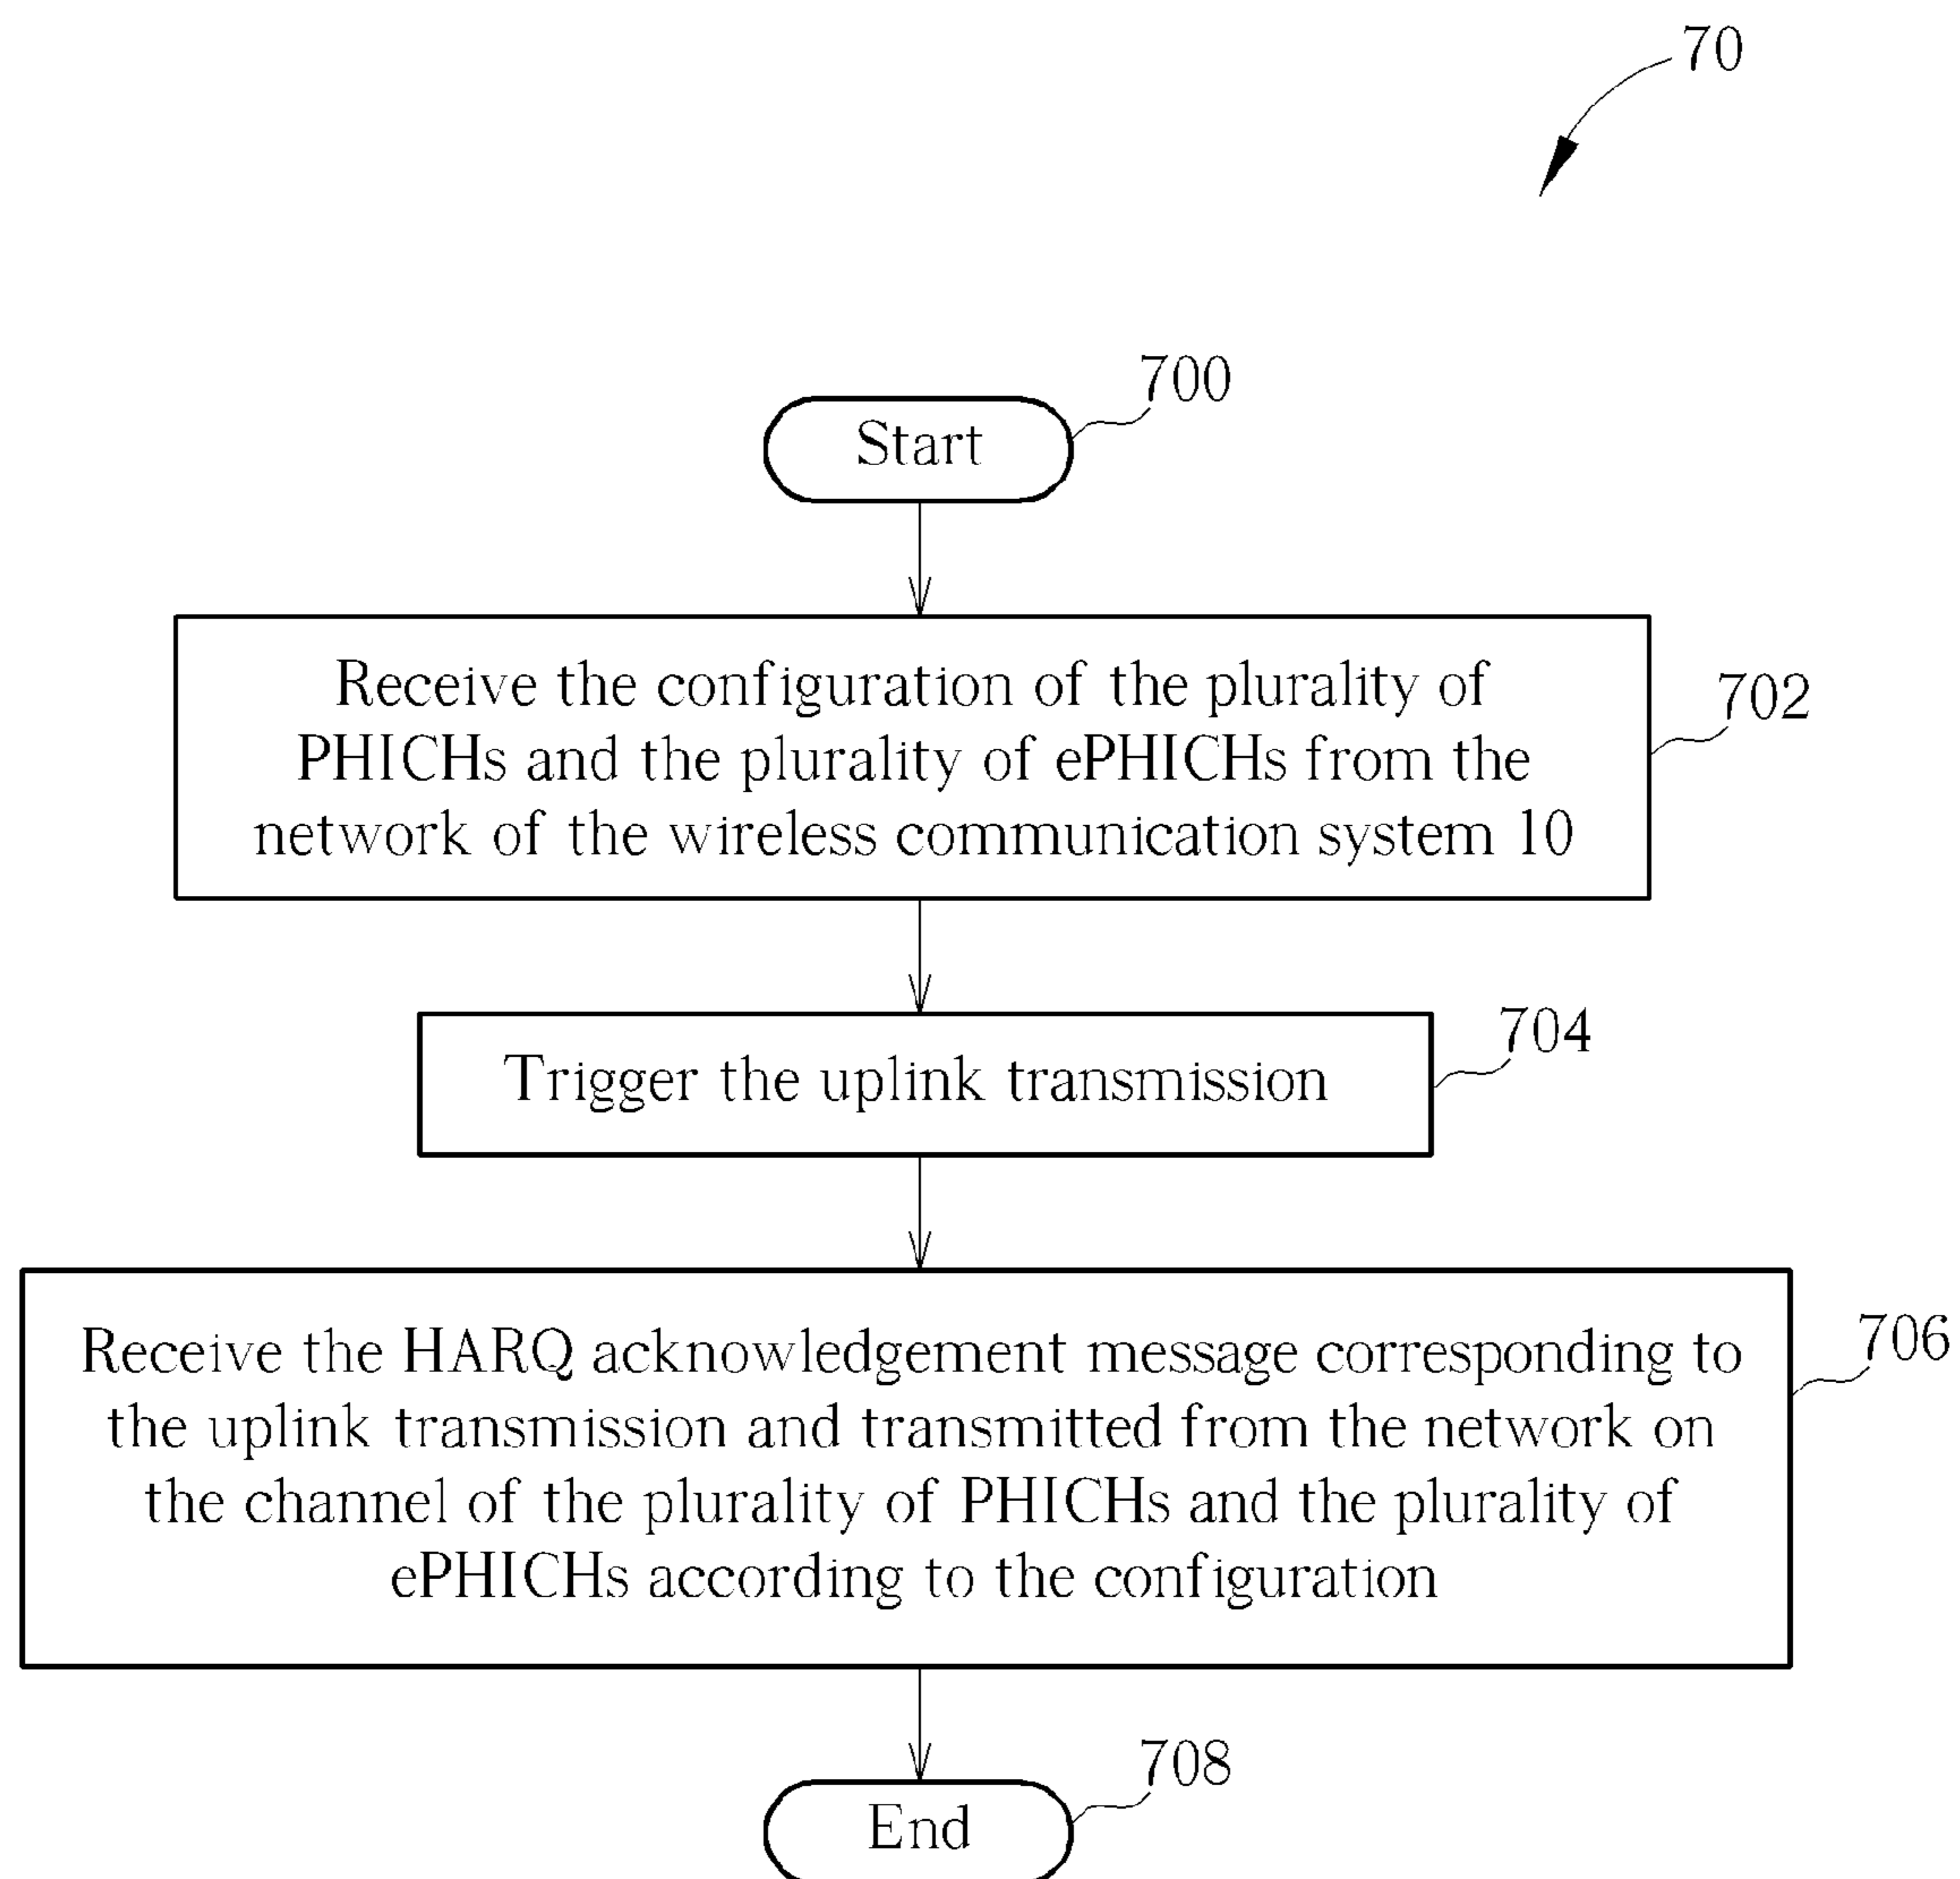 70
700
Start
702
Receive the configuration of the plurality of
PHICHs and the plurality of ePHICHs from the
network of the wireless communication system 10
704
Trigger the uplink transmission
706
Receive the HARQ acknowledgement message corresponding to
the uplink transmission and transmitted from the network on
the channel of the plurality of PHICHs and the plurality of
ePHICHs according to the configuration
708
End